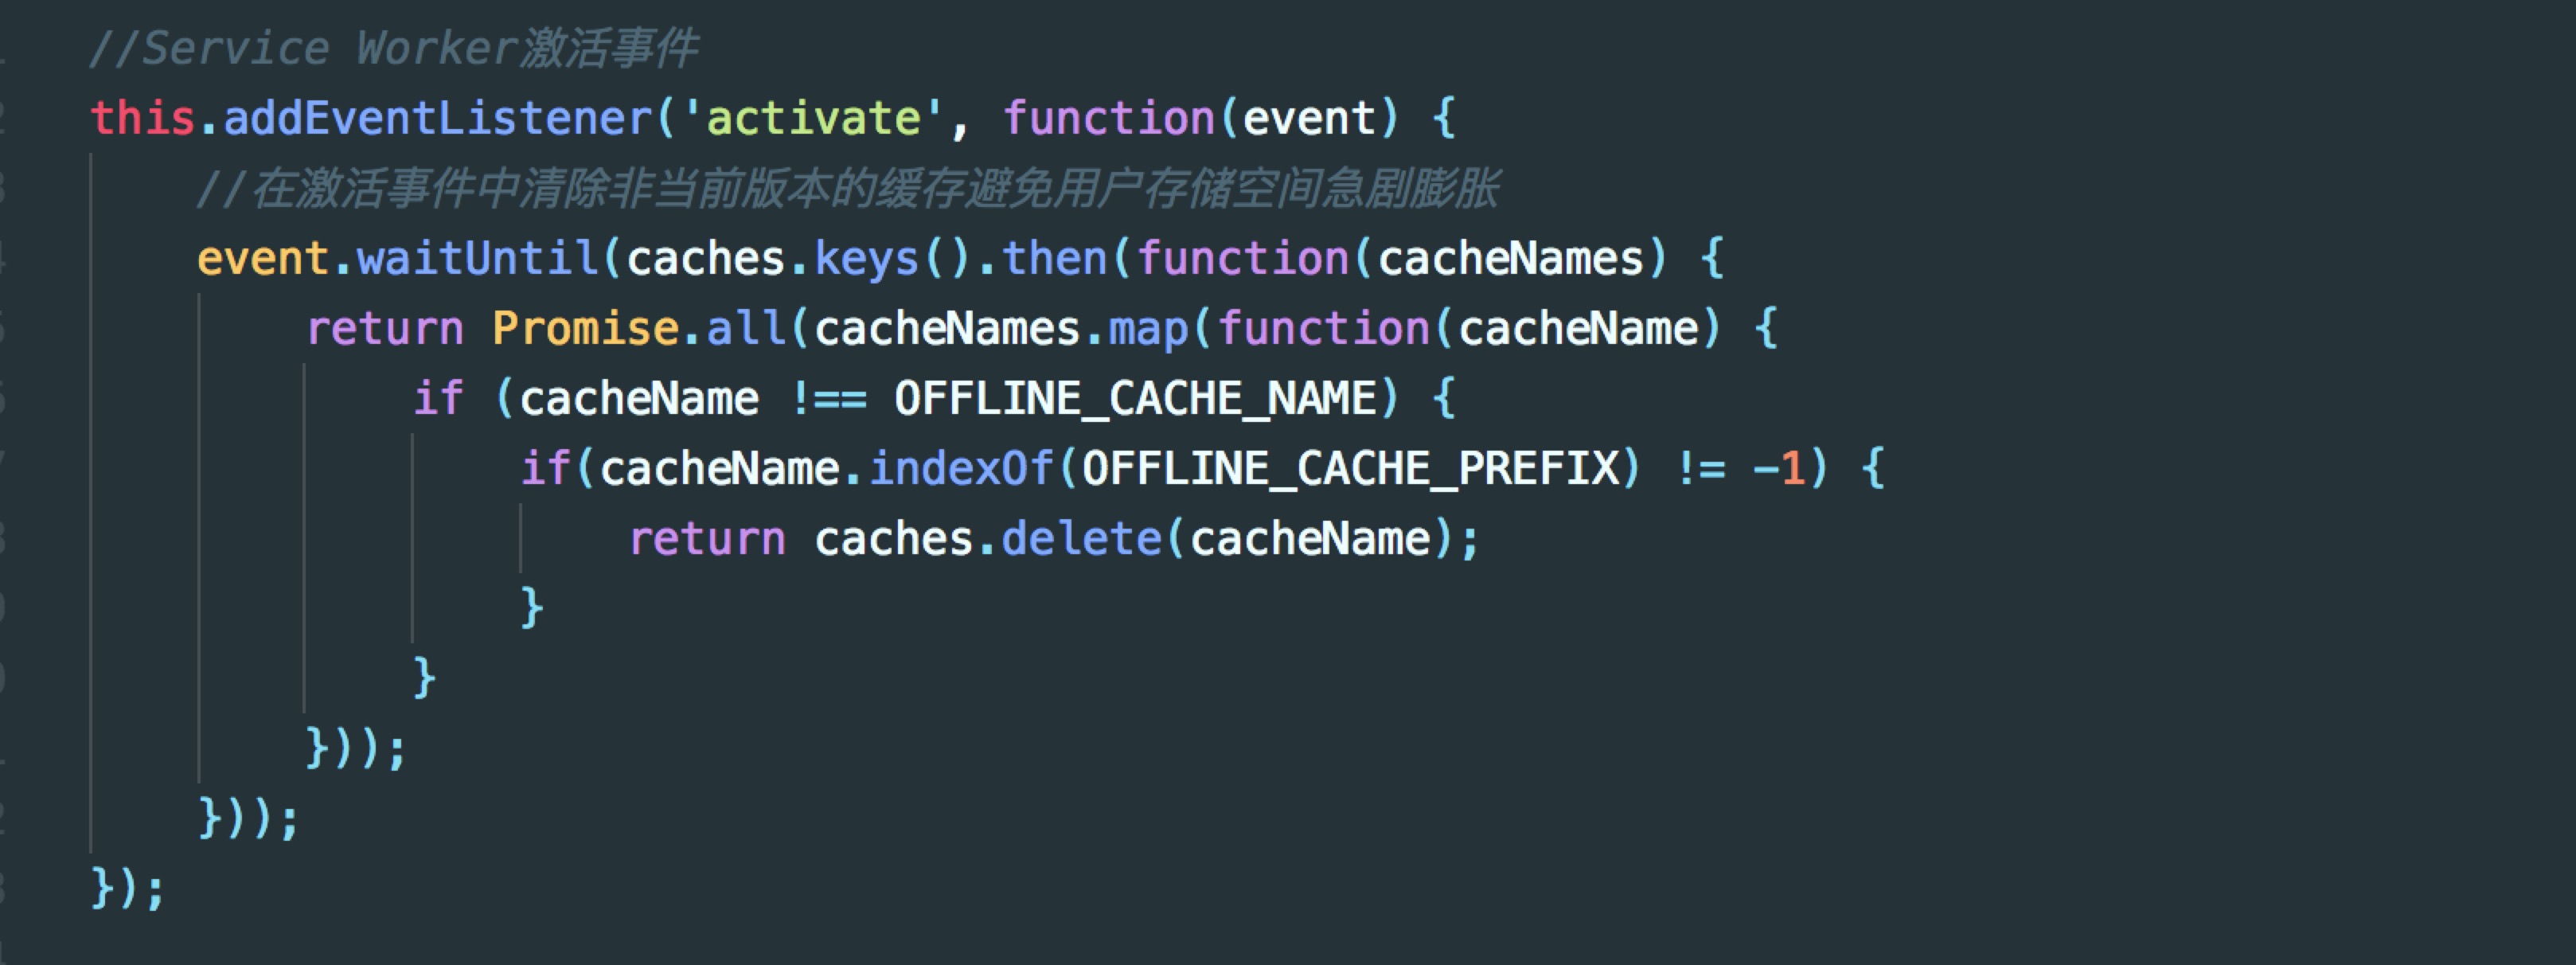 //Service Worker激活事件
this.addEventListener('activate', function(event) {
    //在激活事件中清除非当前版本的缓存避免用户存储空间急剧膨胀
    event.waitUntil(caches.keys().then(function(cacheNames) {
        return Promise.all(cacheNames.map(function(cacheName) {
            if (cacheName !== OFFLINE_CACHE_NAME) {
                if(cacheName.indexOf(OFFLINE_CACHE_PREFIX) != -1) {
                    return caches.delete(cacheName);
                }
            }
        }));
    }));
});